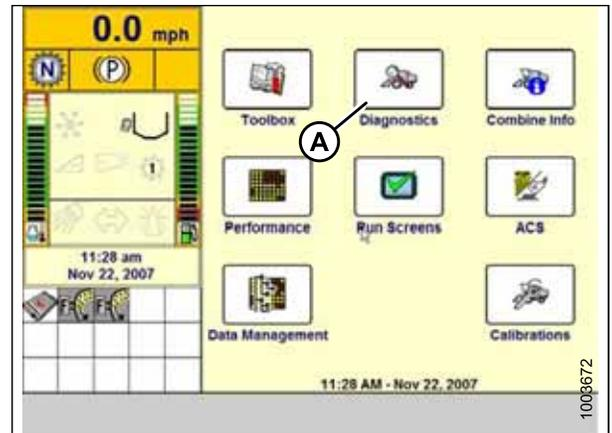 0.0 mph
N
(P)
1
11:28 am
Nov 22, 2007
F
F
Toolbox
Diagnostics
Combine Info
A
Performance
Run Screens
ACS
Data Management
Calibrations
11:28 AM - Nov 22, 2007
1003672